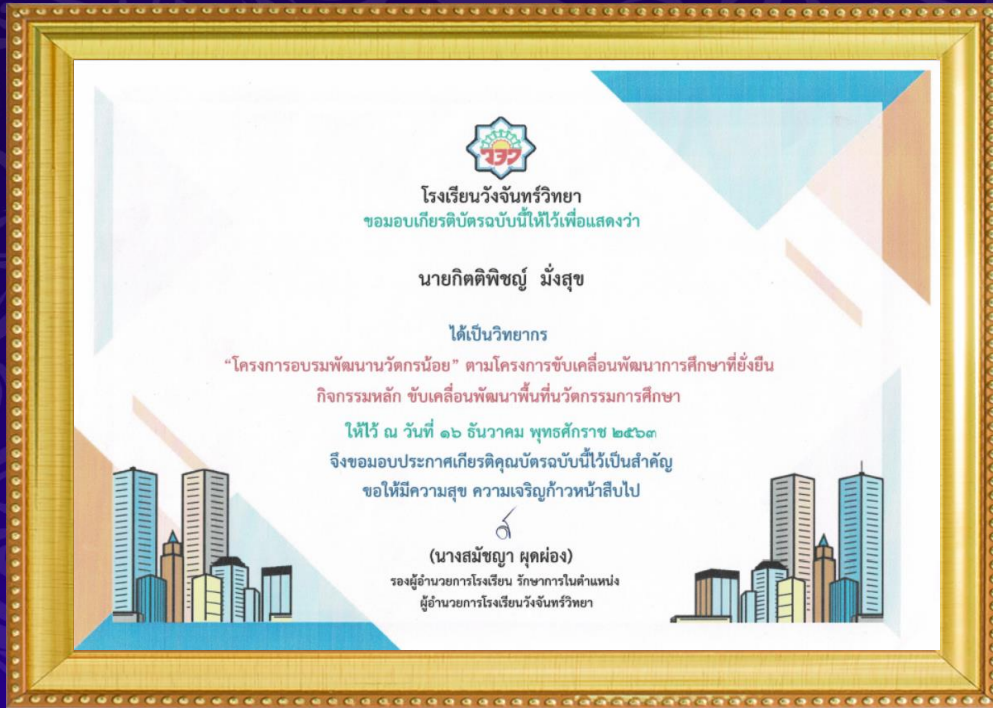 วจว
โรงเรียนวังจันทร์วิทยา
ขอมอบเกียรติบัตรฉบับนี้ให้ไว้เพื่อแสดงว่า
นายกิตติพิชญ์ มั่งสุข
ได้เป็นวิทยากร
“โครงการอบรมพัฒนานวัตกรน้อย” ตามโครงการขับเคลื่อนพัฒนาการศึกษาที่ยั่งยืน
กิจกรรมหลัก ขับเคลื่อนพัฒนาพื้นที่นวัตกรรมการศึกษา
ให้ไว้ ณ วันที่ ๑๖ ธันวาคม พุทธศักราช ๒๕๖๓
จึงขอมอบประกาศเกียรติคุณบัตรฉบับนี้ไว้เป็นสำคัญ
ขอให้มีความสุข ความเจริญก้าวหน้าสืบไป
(นางสมัชญา ผุดผ่อง)
รองผู้อำนวยการโรงเรียน รักษาการในตำแหน่ง
ผู้อำนวยการโรงเรียนวังจันทร์วิทยา